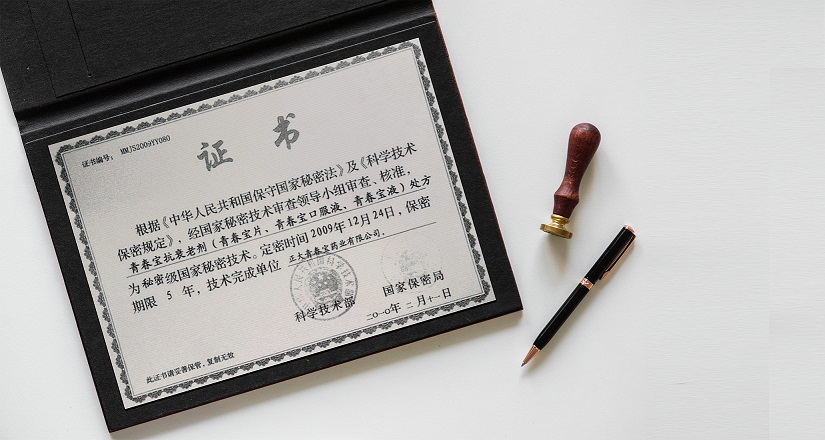 证书编号： MMJS2009YY080
证 书
根据《中华人民共和国保守国家秘密法》及《科学技术
保密规定》，经国家秘密技术审查领导小组审查、核准，
青春宝抗衰老剂（青春宝片、青春宝口服液、青春宝液）处方
为秘密级国家秘密技术。定密时间2009年12月24日，保密
期限 5 年，技术完成单位 正大青春宝药业有限公司。
科学技术部 国家保密局
二〇一〇年 二月十一日
此证书请妥善保管，复制无效